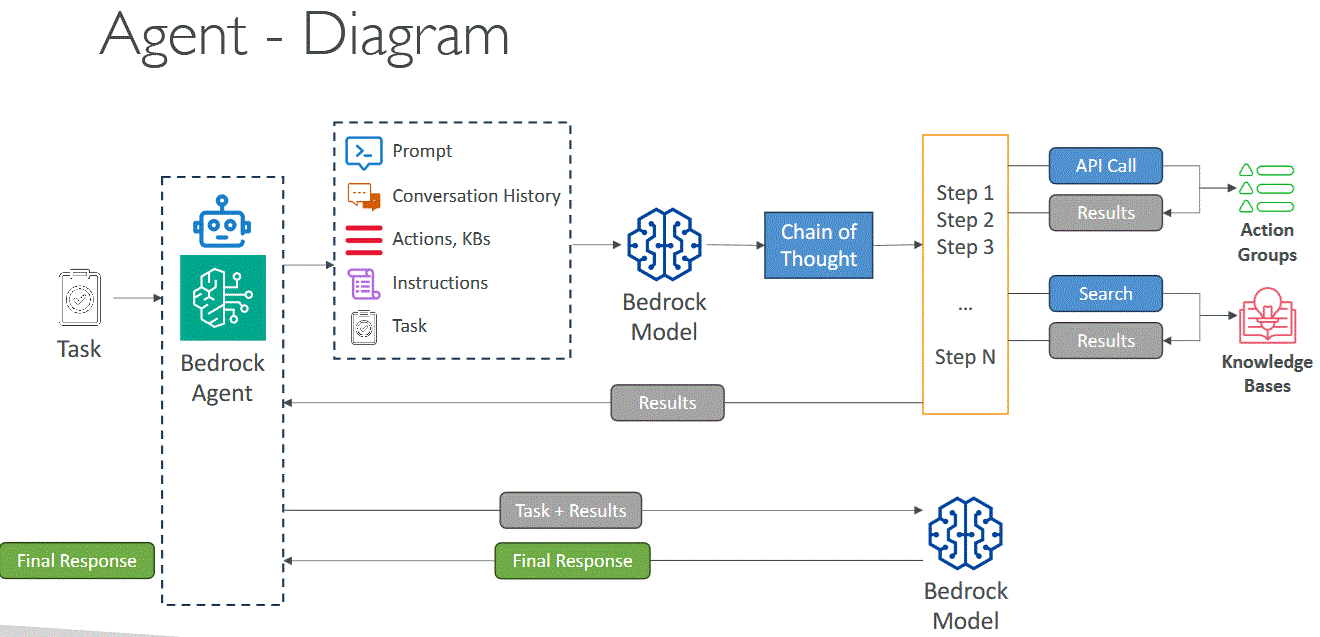 Agent - Diagram
Task
Bedrock
Agent
Prompt
Conversation History
Actions, KBs
Instructions
Task
Bedrock
Model
Chain of
Thought
Step 1
Step 2
Step 3
...
Step N
API Call
Results
Action
Groups
Search
Results
Knowledge
Bases
Results
Task + Results
Final Response
Final Response
Bedrock
Model